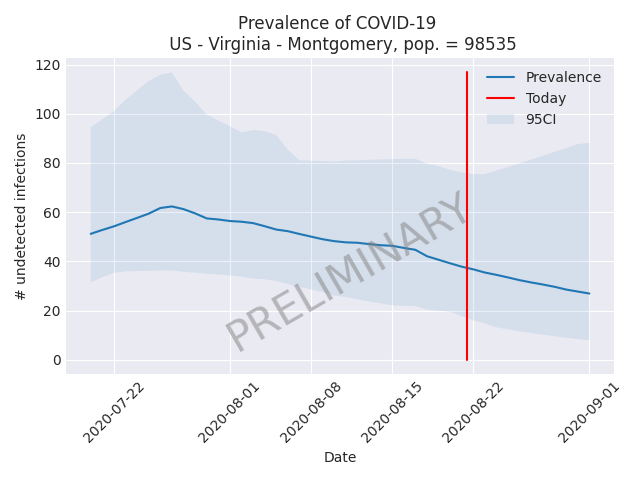 Prevalence of COVID-19
US - Virginia - Montgomery, pop. = 98535
# undetected infections
120
100
80
60
40
20
0
Prevalence
Today
95CI
PRELIMINARY
2020-07-22
2020-08-01
2020-08-08
2020-08-15
2020-08-22
2020-09-01
Date